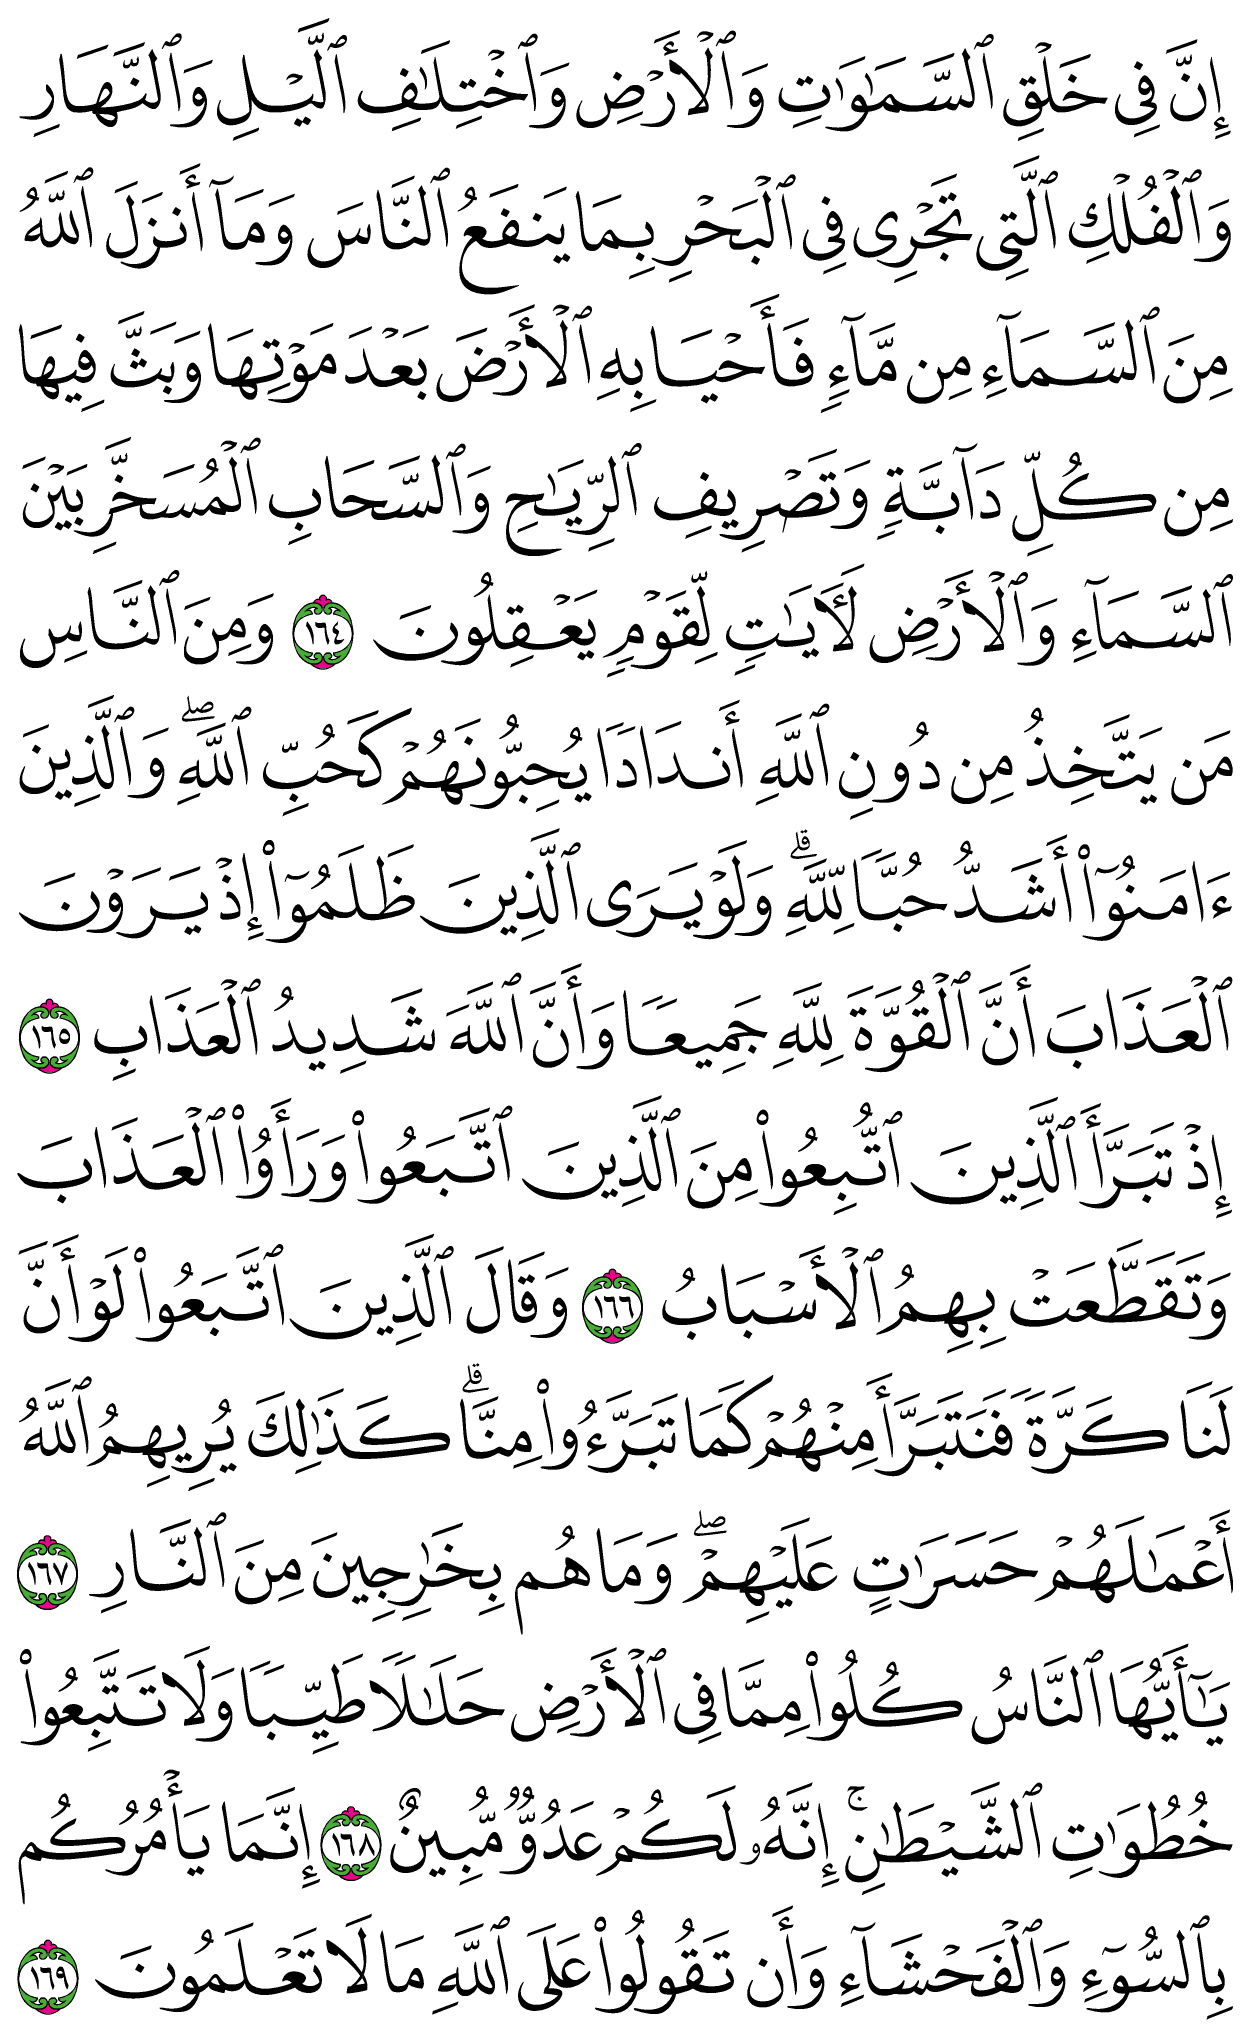 إِنَّ فِى خَلْقِ ٱلسَّمَـٰوَٰتِ وَٱلْأَرْضِ وَٱخْتِلَـٰفِ ٱلَّيْلِ وَٱلنَّهَارِ
وَٱلْفُلْكِ ٱلَّتِى تَجْرِى فِى ٱلْبَحْرِ بِمَا يَنفَعُ ٱلنَّاسَ وَمَآ أَنزَلَ ٱللَّهُ
مِنَ ٱلسَّمَآءِ مِن مَّآءٍ فَأَحْيَا بِهِ ٱلْأَرْضَ بَعْدَ مَوْتِهَا وَبَثَّ فِيهَا
مِن كُلِّ دَآبَّةٍ وَتَصْرِيفِ ٱلرِّيَـٰحِ وَٱلسَّحَابِ ٱلْمُسَخَّرِ بَيْنَ
ٱلسَّمَآءِ وَٱلْأَرْضِ لَـَٔايَـٰتٍ لِّقَوْمٍ يَعْقِلُونَ ١٦٤ وَمِنَ ٱلنَّاسِ
مَن يَتَّخِذُ مِن دُونِ ٱللَّهِ أَندَادًا يُحِبُّونَهُمْ كَحُبِّ ٱللَّهِ ۖ وَٱلَّذِينَ
ءَامَنُوٓا۟ أَشَدُّ حُبًّا لِّلَّهِ ۗ وَلَوْ يَرَى ٱلَّذِينَ ظَلَمُوٓا۟ إِذْ يَرَوْنَ
ٱلْعَذَابَ أَنَّ ٱلْقُوَّةَ لِلَّهِ جَمِيعًا وَأَنَّ ٱللَّهَ شَدِيدُ ٱلْعَذَابِ ١٦٥
إِذْ تَبَرَّأَ ٱلَّذِينَ ٱتُّبِعُوا۟ مِنَ ٱلَّذِينَ ٱتَّبَعُوا۟ وَرَأَوُا۟ ٱلْعَذَابَ
وَتَقَطَّعَتْ بِهِمُ ٱلْأَسْبَابُ ١٦٦ وَقَالَ ٱلَّذِينَ ٱتَّبَعُوا۟ لَوْ أَنَّ
لَنَا كَرَّةً فَنَتَبَرَّأَ مِنْهُمْ كَمَا تَبَرَّءُوا۟ مِنَّا ۗ كَذَٰلِكَ يُرِيهِمُ ٱللَّهُ
أَعْمَـٰلَهُمْ حَسَرَٰتٍ عَلَيْهِمْ ۖ وَمَا هُم بِخَـٰرِجِينَ مِنَ ٱلنَّارِ ١٦٧
يَـٰٓأَيُّهَا ٱلنَّاسُ كُلُوا۟ مِمَّا فِى ٱلْأَرْضِ حَلَـٰلًا طَيِّبًا وَلَا تَتَّبِعُوا۟
خُطُوَٰتِ ٱلشَّيْطَـٰنِ ۚ إِنَّهُۥ لَكُمْ عَدُوٌّ مُّبِينٌ ١٦٨ إِنَّمَا يَأْمُرُكُم
بِٱلسُّوٓءِ وَٱلْفَحْشَآءِ وَأَن تَقُولُوا۟ عَلَى ٱللَّهِ مَا لَا تَعْلَمُونَ ١٦٩